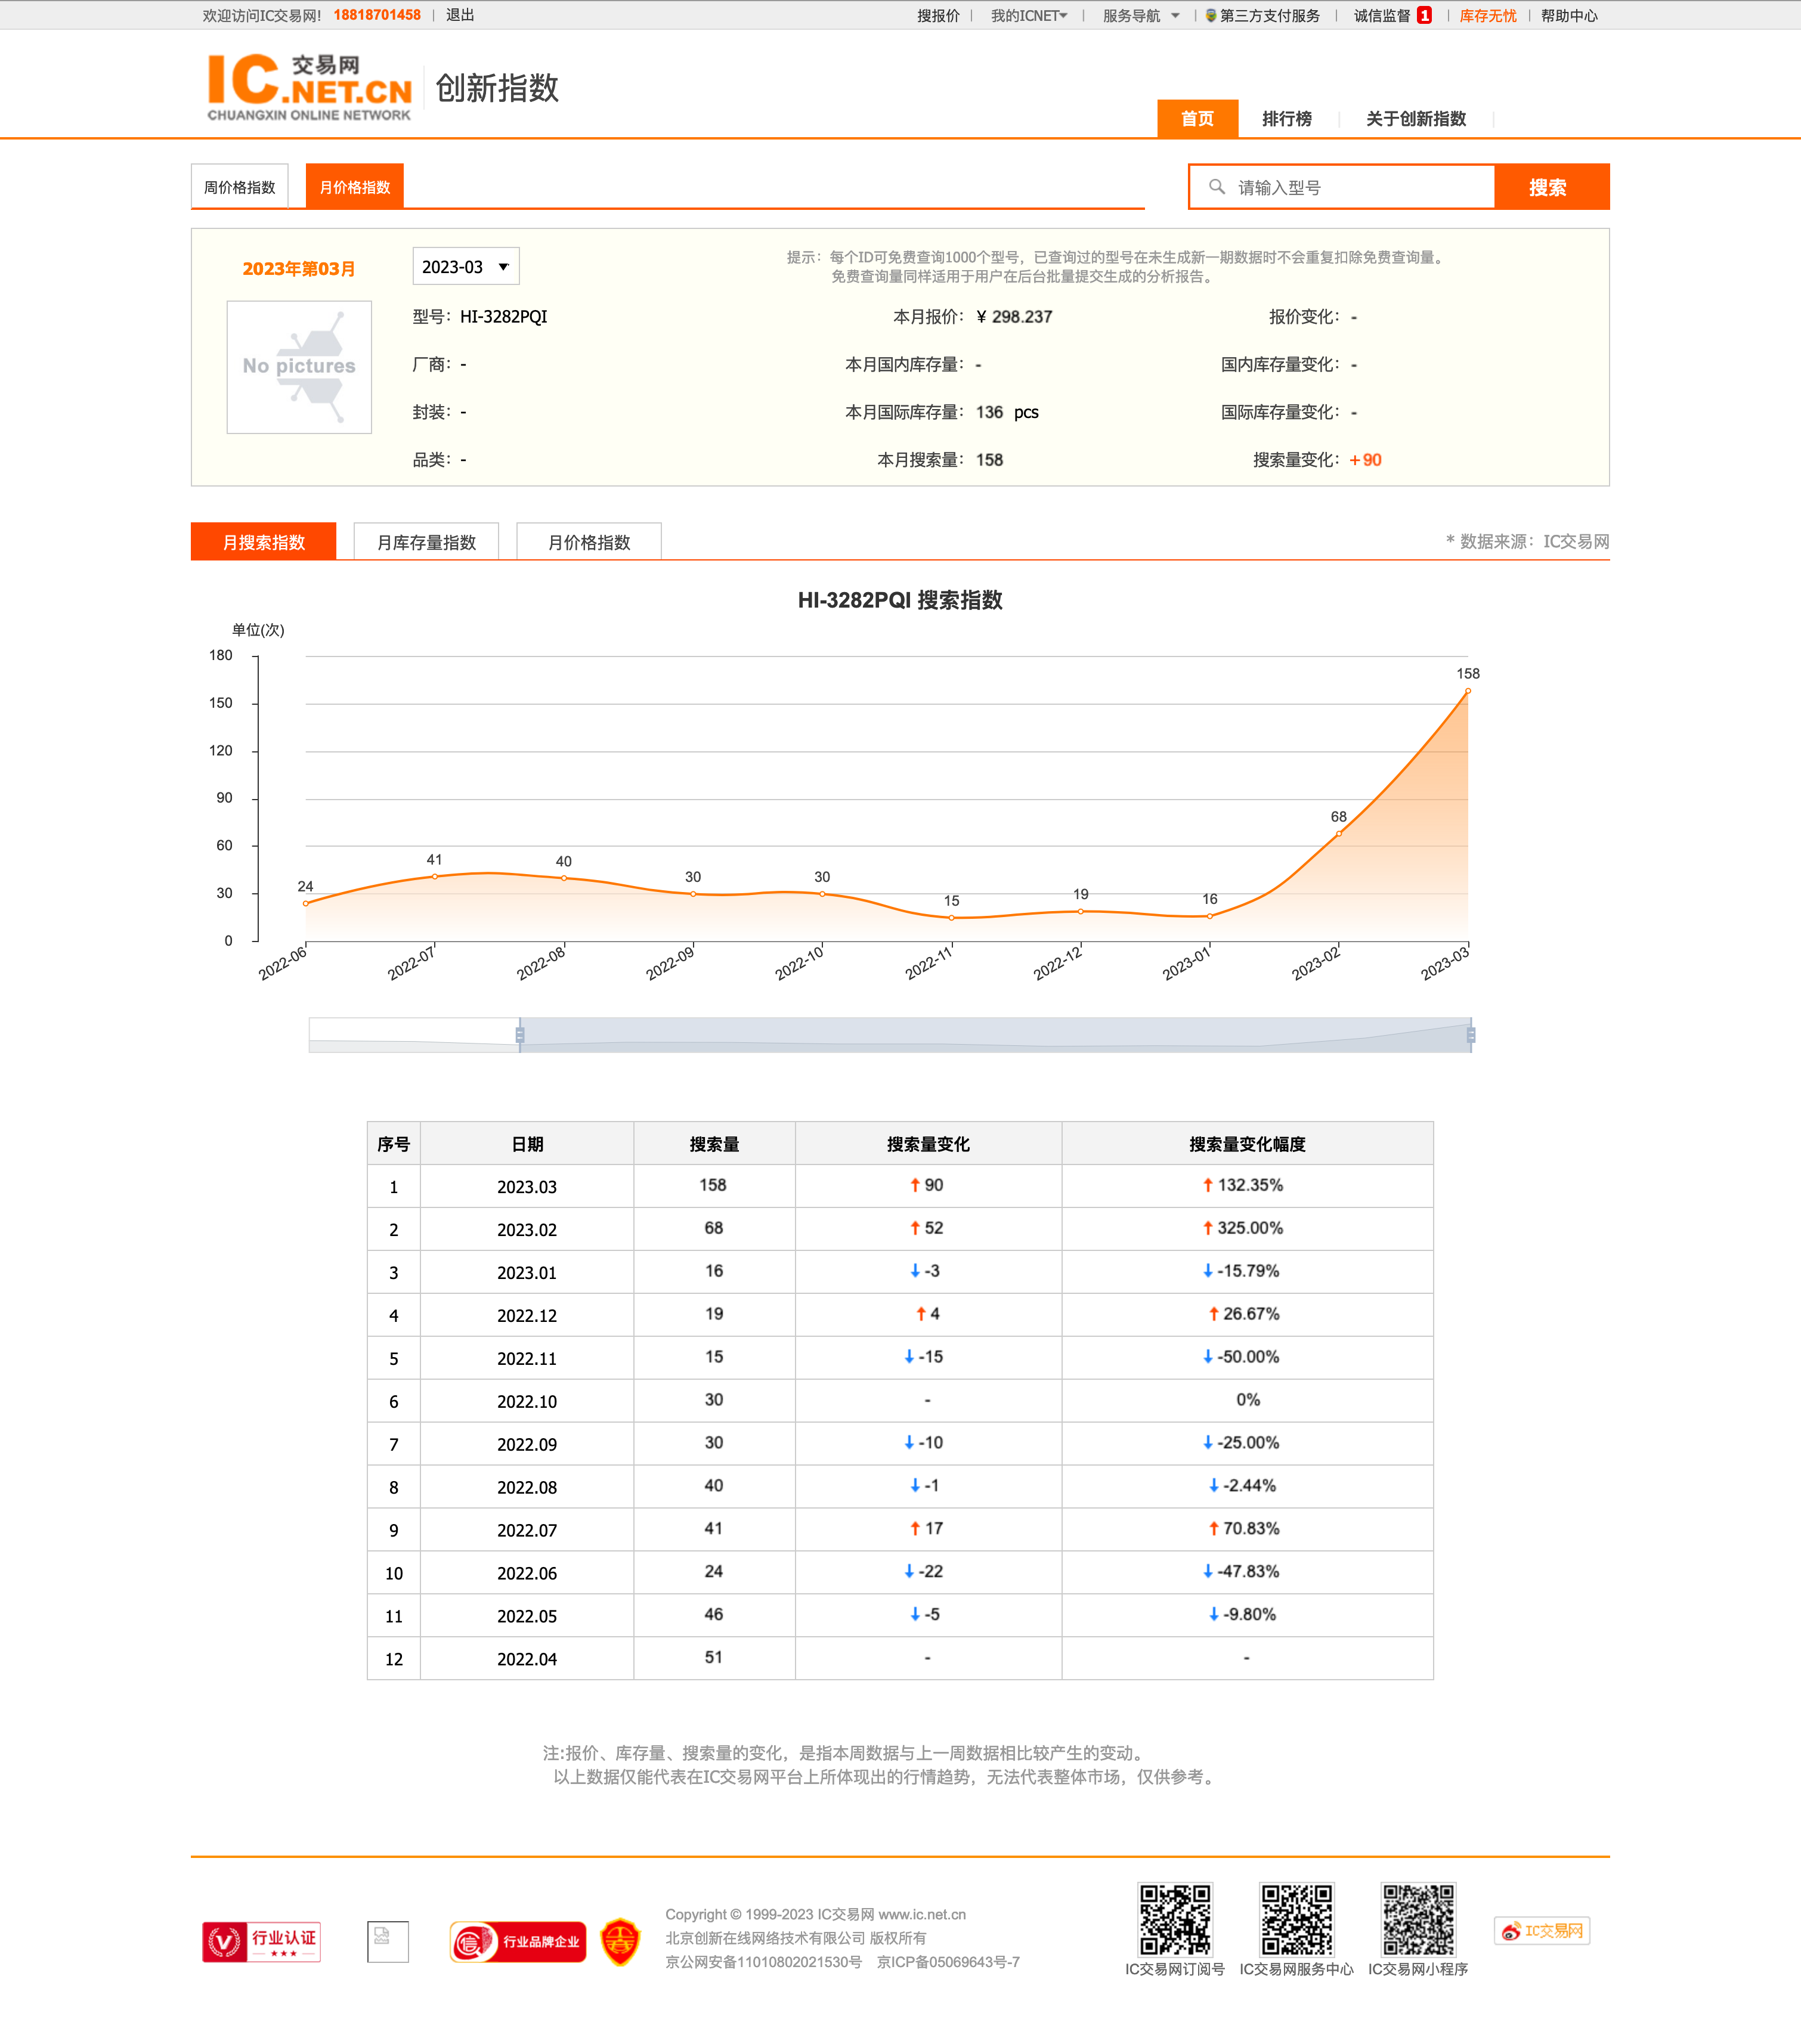 欢迎访问IC交易网! 18818701458 | 退出 搜报价 | 我的ICNET | 服务导航 | 第三方支付服务 | 诚信监督 1 | 库存无忧 | 帮助中心
IC交易网
.NET.CN
CHUANGXIN ONLINE NETWORK
创新指数
首页 排行榜 关于创新指数
周价格指数 月价格指数 请输入型号 搜索
2023年第03月 2023-03
提示：每个ID可免费查询1000个型号，已查询过的型号在未生成新一期数据时不会重复扣除免费查询量。
免费查询量同样适用于用户在后台批量提交生成的分析报告。
No pictures
型号：HI-3282PQI 本月报价：¥ 298.237 报价变化：-
厂商：- 本月国内库存量：- 国内库存量变化：-
封装：- 本月国际库存量：136 pcs 国际库存量变化：-
品类：- 本月搜索量：158 搜索量变化：+90
月搜索指数 月库存量指数 月价格指数 * 数据来源：IC交易网
HI-3282PQI 搜索指数
单位(次)
180
150
120
90
60
30
0
24 41 40 30 30 15 19 16 68 158
2022-06 2022-07 2022-08 2022-09 2022-10 2022-11 2022-12 2023-01 2023-02 2023-03
序号 日期 搜索量 搜索量变化 搜索量变化幅度
1 2023.03 158 ↑90 ↑132.35%
2 2023.02 68 ↑52 ↑325.00%
3 2023.01 16 ↓-3 ↓-15.79%
4 2022.12 19 ↑4 ↑26.67%
5 2022.11 15 ↓-15 ↓-50.00%
6 2022.10 30 - 0%
7 2022.09 30 ↓-10 ↓-25.00%
8 2022.08 40 ↓-1 ↓-2.44%
9 2022.07 41 ↑17 ↑70.83%
10 2022.06 24 ↓-22 ↓-47.83%
11 2022.05 46 ↓-5 ↓-9.80%
12 2022.04 51 - -
注:报价、库存量、搜索量的变化，是指本周数据与上一周数据相比较产生的变动。
以上数据仅能代表在IC交易网平台上所体现出的行情趋势，无法代表整体市场，仅供参考。
行业认证
信 行业品牌企业
Copyright © 1999-2023 IC交易网 www.ic.net.cn
北京创新在线网络技术有限公司 版权所有
京公网安备11010802021530号 京ICP备05069643号-7
IC交易网订阅号 IC交易网服务中心 IC交易网小程序
IC交易网